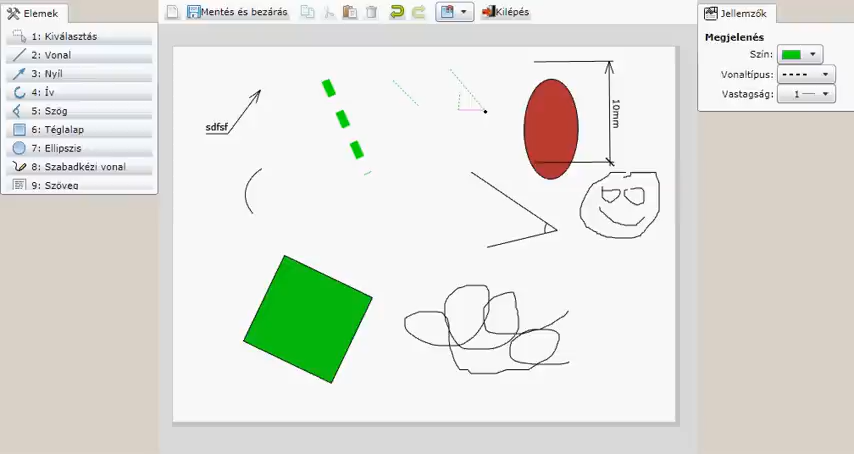 Elemek
1: Kiválasztás
2: Vonal
3: Nyíl
4: Ív
5: Szög
6: Téglalap
7: Ellipszis
8: Szabadkézi vonal
9: Szöveg
Mentés és bezárás
Kilépés
sdfsf
10mm
Jellemzők
Megjelenés
Szín:
Vonaltípus:
Vastagság:
1